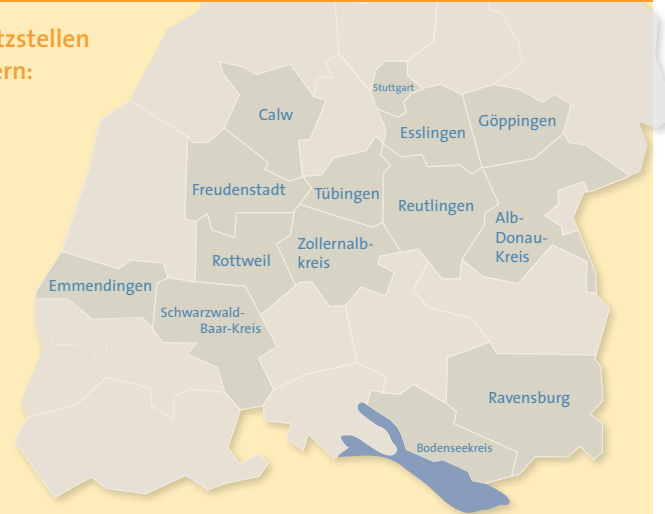 tzstellen
ern:
Stuttgart
Calw
Esslingen
Göppingen
Freudenstadt
Tübingen
Reutlingen
Alb-
Donau-
Kreis
Zollernalb-
kreis
Rottweil
Emmendingen
Schwarzwald-
Baar-Kreis
Ravensburg
Bodenseekreis